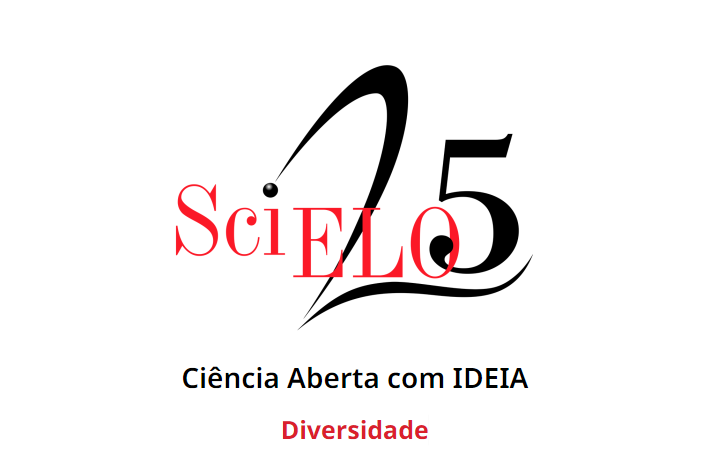 SciELO 25
Ciência Aberta com IDEIA
Diversidade